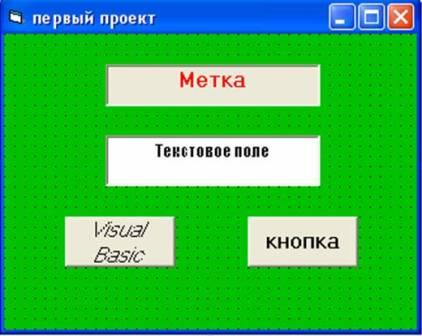 первый проект
Метка
Текстовое поле
Visual
Basic
кнопка